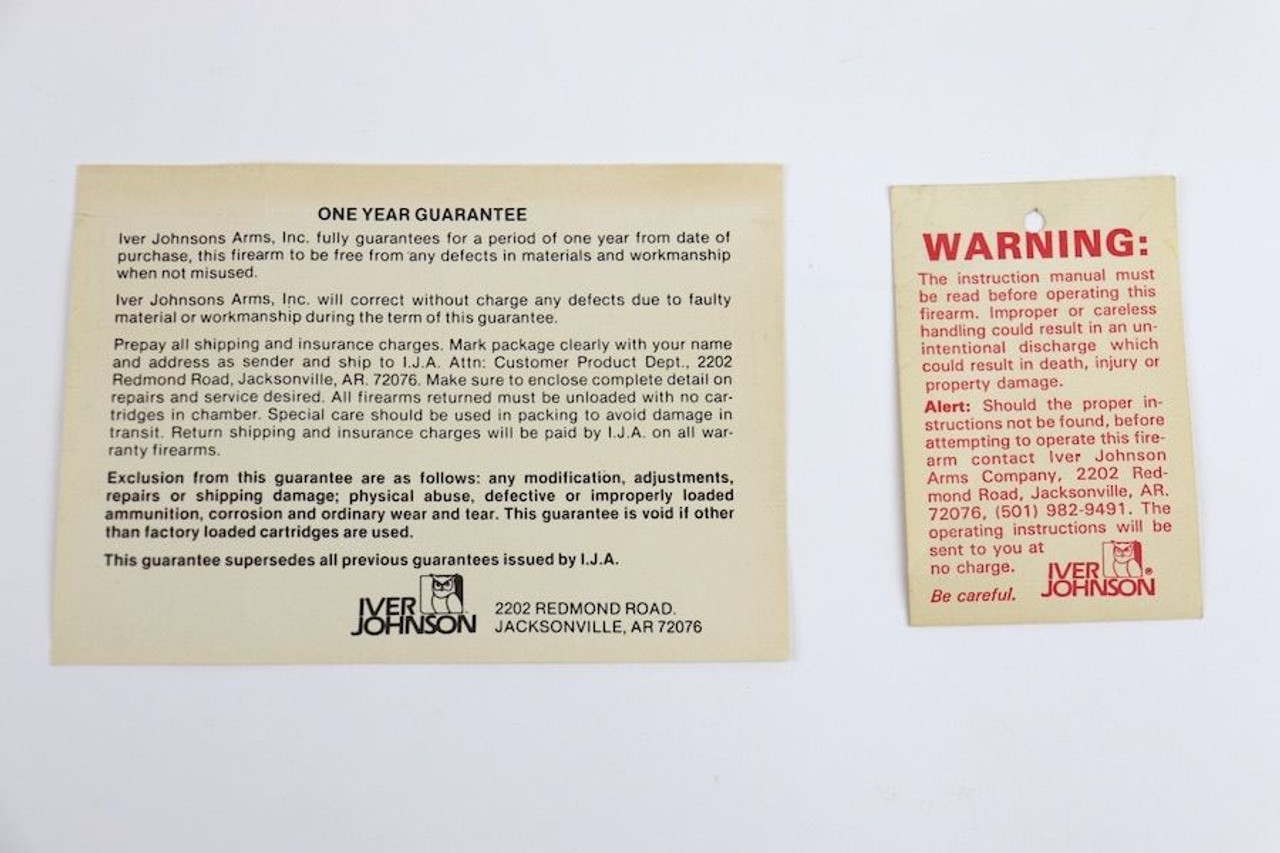 ONE YEAR GUARANTEE
Iver Johnsons Arms, Inc. fully guarantees for a period of one year from date of
purchase, this firearm to be free from any defects in materials and workmanship
when not misused.
Iver Johnsons Arms, Inc. will correct without charge any defects due to faulty
material or workmanship during the term of this guarantee.
Prepay all shipping and insurance charges. Mark package clearly with your name
and address as sender and ship to I.J.A. Attn: Customer Product Dept., 2202
Redmond Road, Jacksonville, AR. 72076. Make sure to enclose complete detail on
repairs and service desired. All firearms returned must be unloaded with no car-
tridges in chamber. Special care should be used in packing to avoid damage in
transit. Return shipping and insurance charges will be paid by I.J.A. on all war-
ranty firearms.
Exclusion from this guarantee are as follows: any modification, adjustments,
repairs or shipping damage; physical abuse, defective or improperly loaded
ammunition, corrosion and ordinary wear and tear. This guarantee is void if other
than factory loaded cartridges are used.
This guarantee supersedes all previous guarantees issued by I.J.A.
IVER
JOHNSON
2202 REDMOND ROAD.
JACKSONVILLE, AR 72076
WARNING:
The instruction manual must
be read before operating this
firearm. Improper or careless
handling could result in an un-
intentional discharge which
could result in death, injury or
property damage.
Alert: Should the proper in-
structions not be found, before
attempting to operate this fire-
arm contact Iver Johnson
Arms Company, 2202 Red-
mond Road, Jacksonville, AR.
72076, (501) 982-9491. The
operating instructions will be
sent to you at
no charge.
Be careful.
IVER ®
JOHNSON